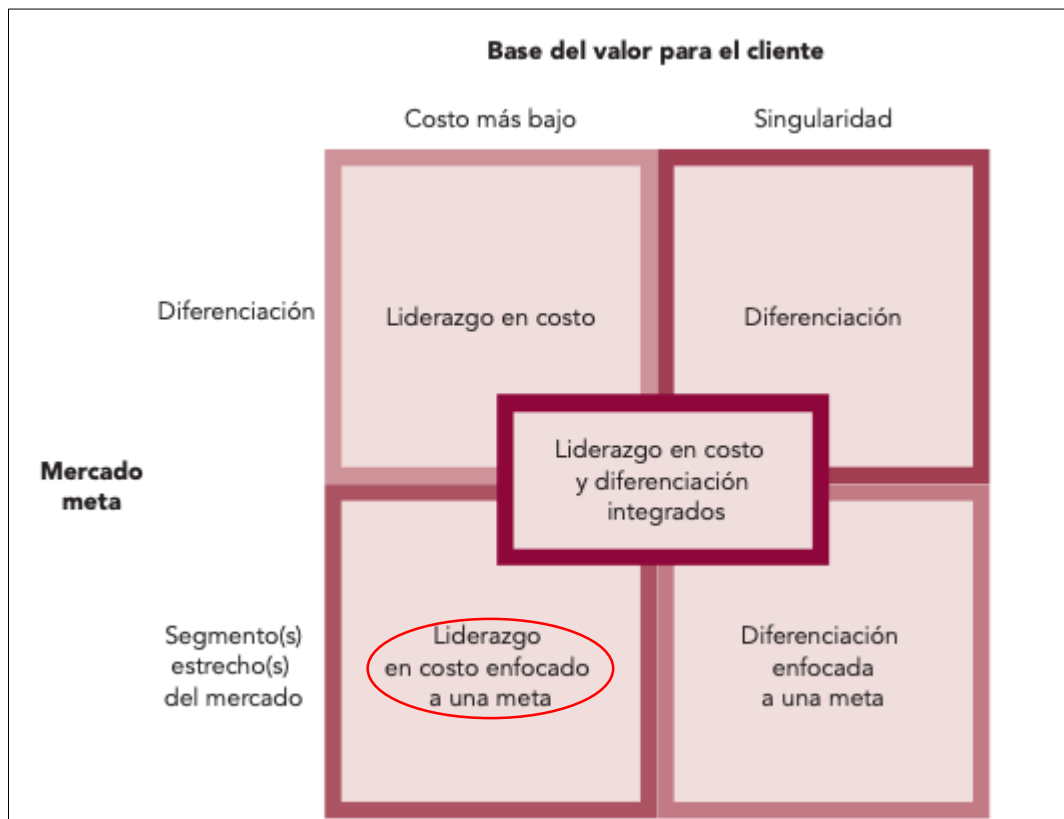 Base del valor para el cliente
Costo más bajo
Singularidad
Diferenciación
Liderazgo en costo
Diferenciación
Mercado
meta
Liderazgo en costo
y diferenciación
integrados
Segmento(s)
estrecho(s)
del mercado
Liderazgo
en costo enfocado
a una meta
Diferenciación
enfocada
a una meta